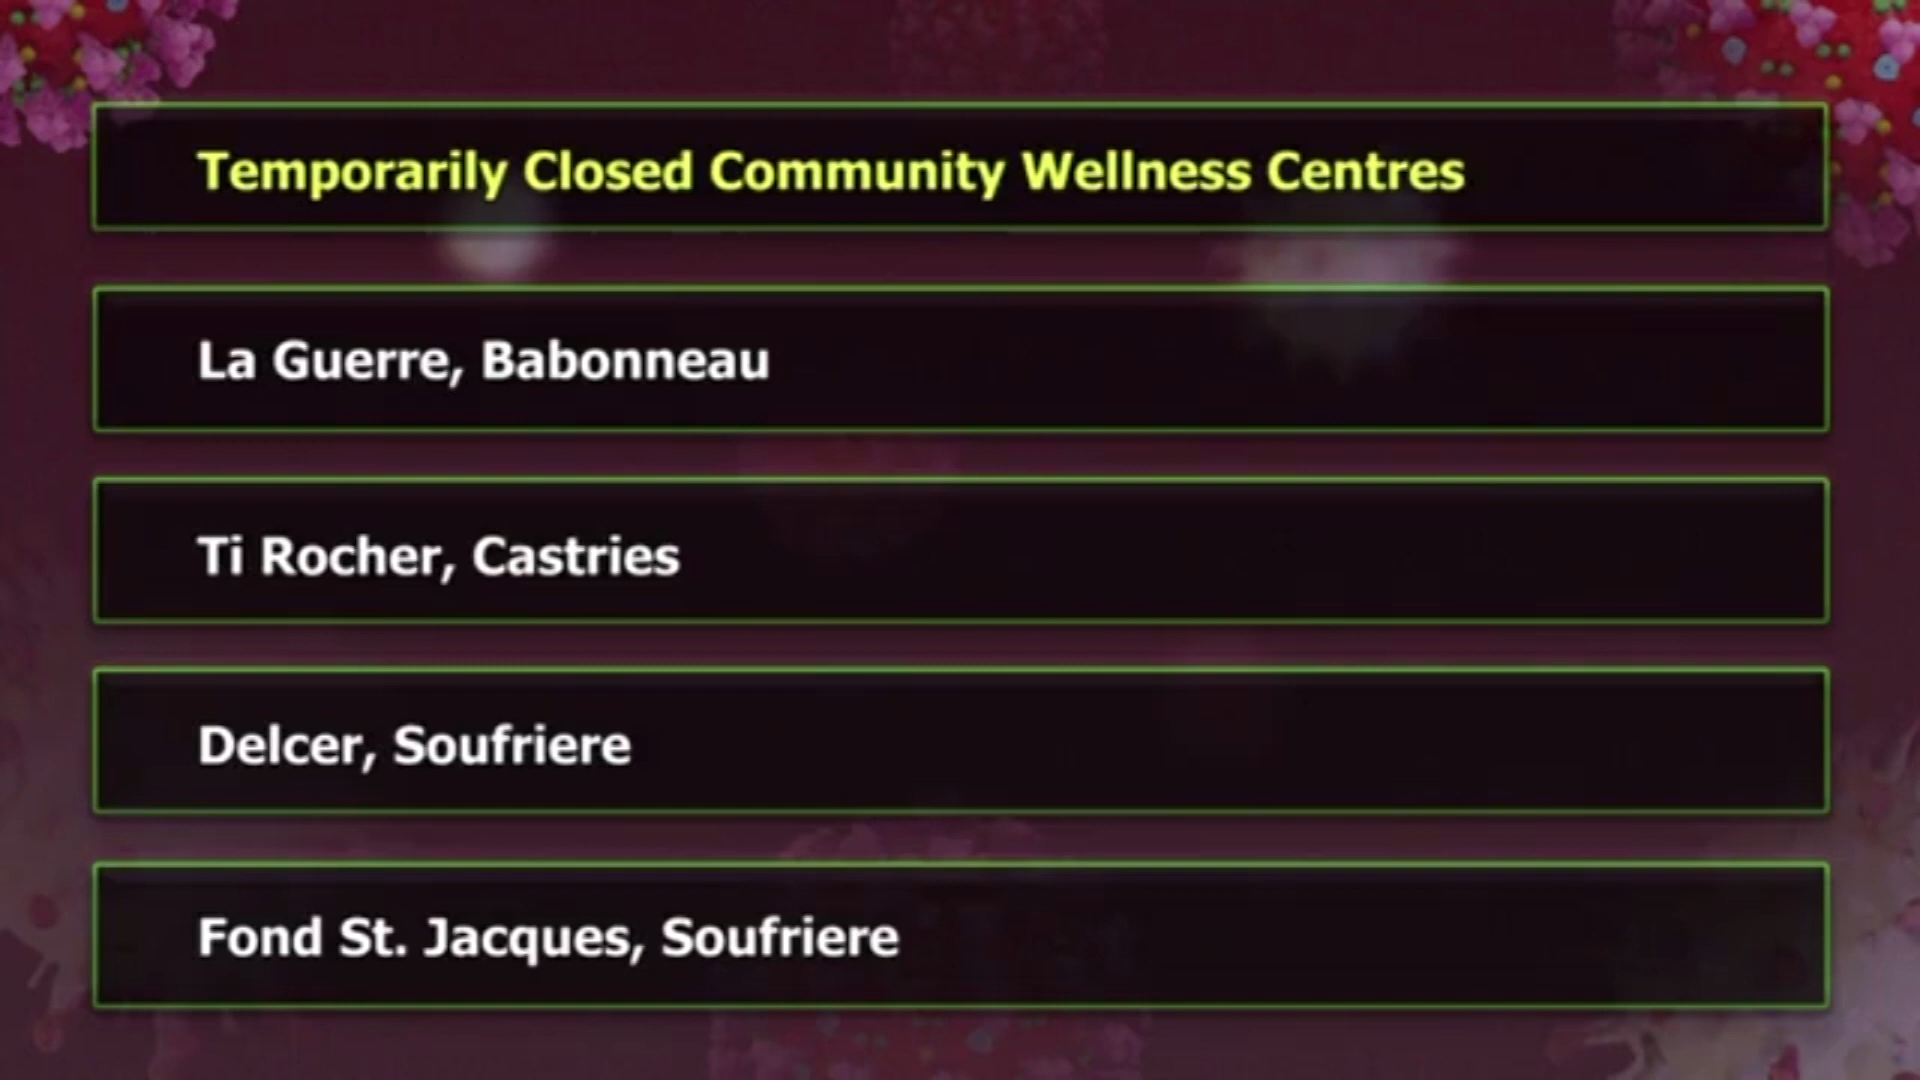 Temporarily Closed Community Wellness Centres
La Guerre, Babonneau
Ti Rocher, Castries
Delcer, Soufriere
Fond St. Jacques, Soufriere